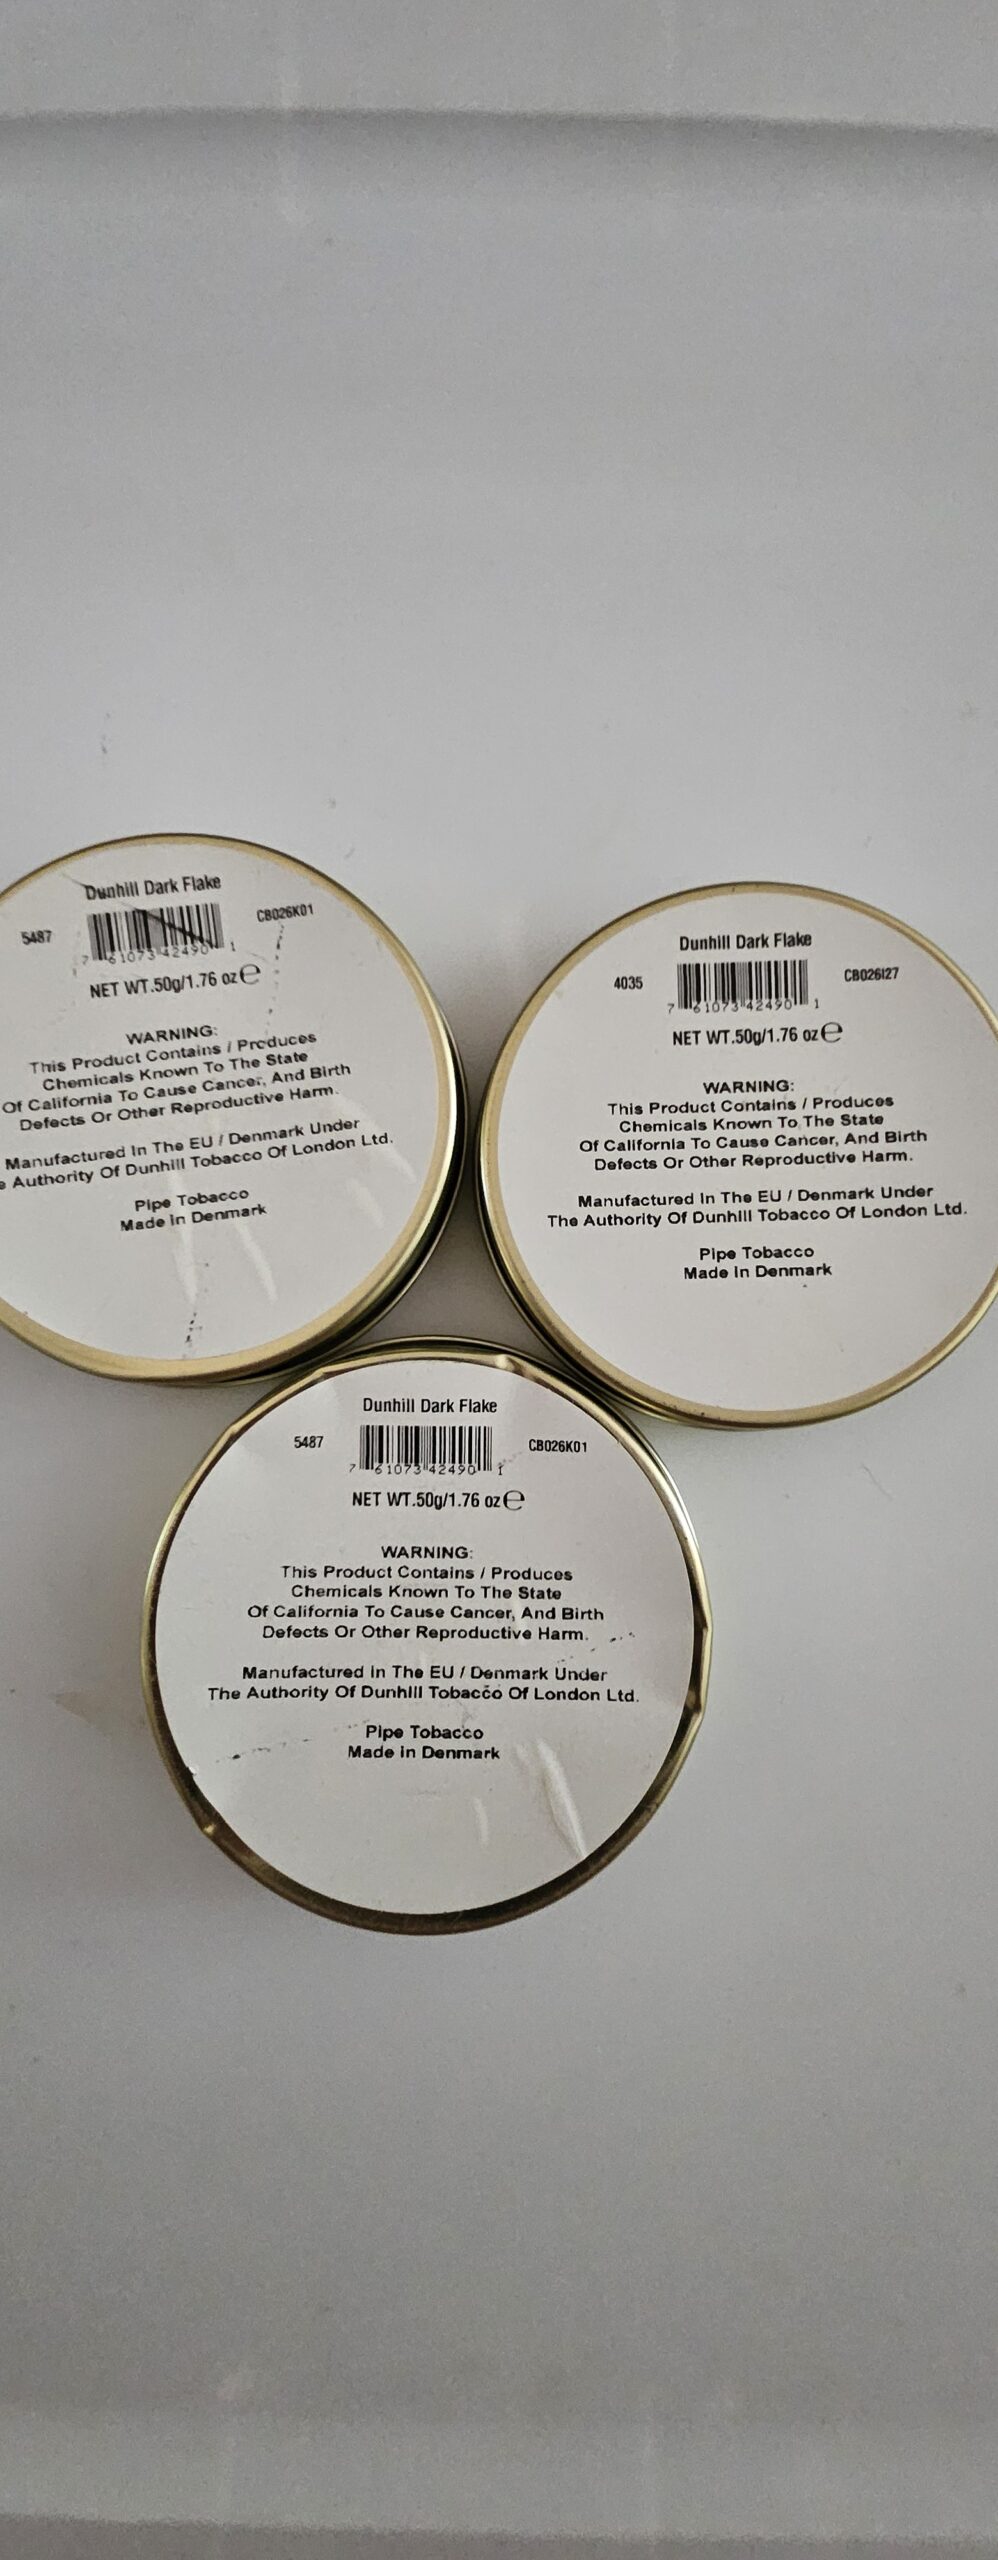 Dunhill Dark Flake
5487 CB026K01
7 61073 42490 1
NET WT.50g/1.76 oz℮
WARNING:
This Product Contains / Produces
Chemicals Known To The State
Of California To Cause Cancer, And Birth
Defects Or Other Reproductive Harm.
Manufactured In The EU / Denmark Under
Authority Of Dunhill Tobacco Of London Ltd.
Pipe Tobacco
Made in Denmark
Dunhill Dark Flake
4035 CB026I27
7 61073 42490 1
NET WT.50g/1.76 oz℮
WARNING:
This Product Contains / Produces
Chemicals Known To The State
Of California To Cause Cancer, And Birth
Defects Or Other Reproductive Harm.
Manufactured In The EU / Denmark Under
The Authority Of Dunhill Tobacco Of London Ltd.
Pipe Tobacco
Made in Denmark
Dunhill Dark Flake
5487 CB026K01
7 61073 42490 1
NET WT.50g/1.76 oz℮
WARNING:
This Product Contains / Produces
Chemicals Known To The State
Of California To Cause Cancer, And Birth
Defects Or Other Reproductive Harm.
Manufactured In The EU / Denmark Under
The Authority Of Dunhill Tobacco Of London Ltd.
Pipe Tobacco
Made in Denmark